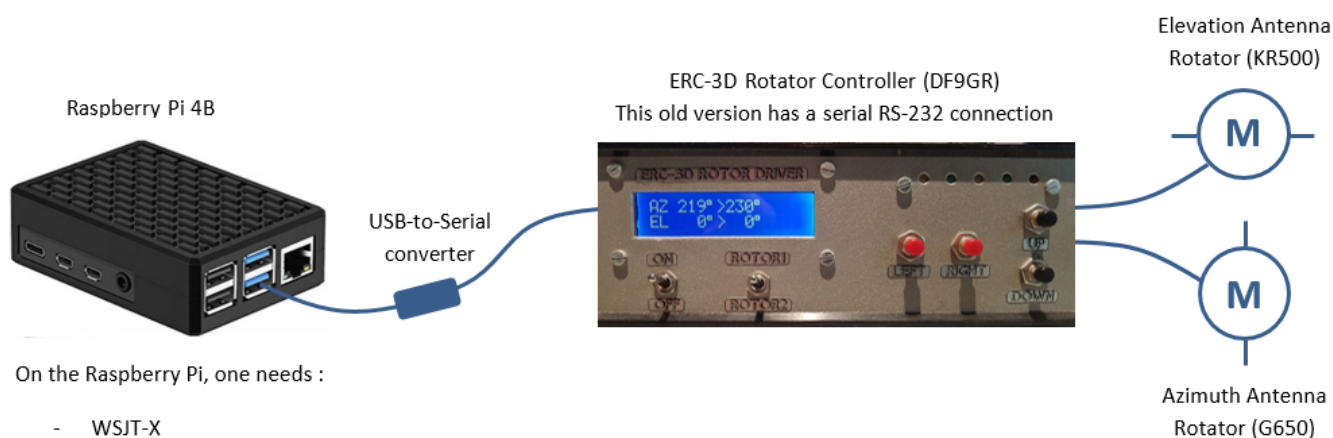 Elevation Antenna
Rotator (KR500)
ERC-3D Rotator Controller (DF9GR)
This old version has a serial RS-232 connection
Raspberry Pi 4B
M
ERC-3D ROTOR DRIVER
AZ 219°>230°
EL 0°> 0°
USB-to-Serial
converter
ON
ROTOR1
LEFT
RIGHT
UP
OFF
ROTOR2
DOWN
M
On the Raspberry Pi, one needs :
- WSJT-X
Azimuth Antenna
Rotator (G650)